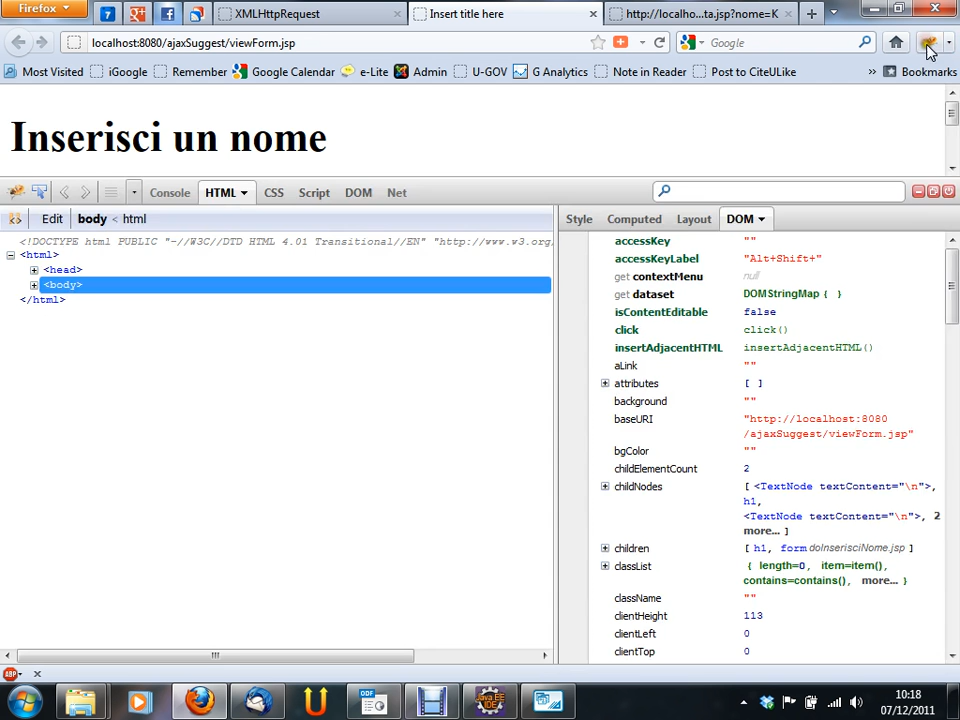 Firefox
7
XMLHttpRequest
Insert title here
http://localho...ta.jsp?nome=K
localhost:8080/ajaxSuggest/viewForm.jsp
Google
Most Visited
iGoogle
Remember
Google Calendar
e-Lite
Admin
U-GOV
G Analytics
Note in Reader
Post to CiteULike
»
Bookmarks
Inserisci un nome
Console
HTML
CSS
Script
DOM
Net
Edit
body < html
Style
Computed
Layout
DOM
<!DOCTYPE html PUBLIC "-//W3C//DTD HTML 4.01 Transitional//EN" "http://www.w3.org/
<html>
<head>
<body>
</html>
accessKey ""
accessKeyLabel "Alt+Shift+"
get contextMenu null
get dataset DOMStringMap { }
isContentEditable false
click click()
insertAdjacentHTML insertAdjacentHTML()
aLink ""
attributes [ ]
background ""
baseURI "http://localhost:8080
/ajaxSuggest/viewForm.jsp"
bgColor ""
childElementCount 2
childNodes [ <TextNode textContent="\n">,
h1,
<TextNode textContent="\n">, 2
more... ]
children [ h1, form doInserisciNome.jsp ]
classList { length=0, item=item(),
contains=contains(), more... }
className ""
clientHeight 113
clientLeft 0
clientTop 0
ABP
ODF
Java EE
IDE
10:18
07/12/2011